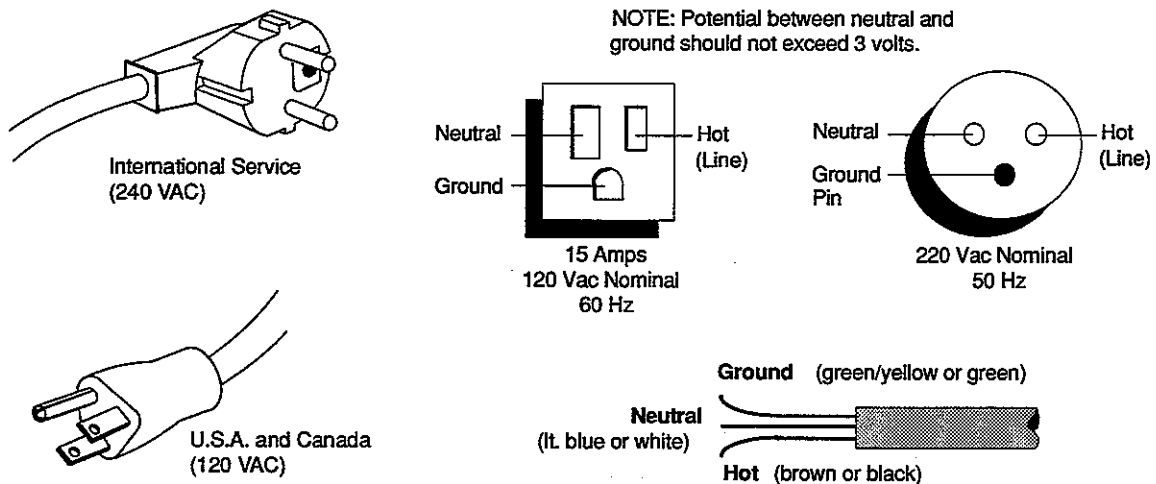 NOTE: Potential between neutral and
ground should not exceed 3 volts.
International Service
(240 VAC)
Neutral
Hot
(Line)
Ground
15 Amps
120 Vac Nominal
60 Hz
Neutral
Hot
(Line)
Ground
Pin
220 Vac Nominal
50 Hz
U.S.A. and Canada
(120 VAC)
Ground (green/yellow or green)
Neutral
(lt. blue or white)
Hot (brown or black)